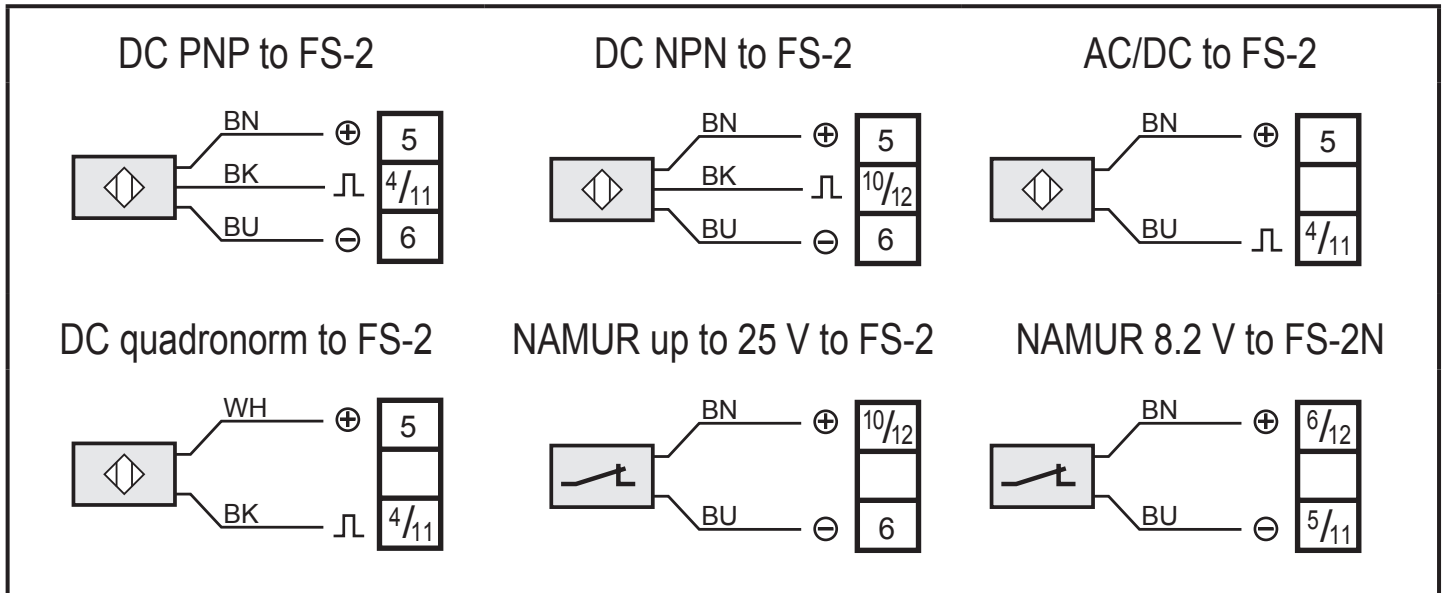 DC PNP to FS-2
BN ⊕ 5
BK ⎍ 4/11
BU ⊖ 6
DC NPN to FS-2
BN ⊕ 5
BK ⎍ 10/12
BU ⊖ 6
AC/DC to FS-2
BN ⊕ 5
BU ⎍ 4/11
DC quadronorm to FS-2
WH ⊕ 5
BK ⎍ 4/11
NAMUR up to 25 V to FS-2
BN ⊕ 10/12
BU ⊖ 6
NAMUR 8.2 V to FS-2N
BN ⊕ 6/12
BU ⊖ 5/11